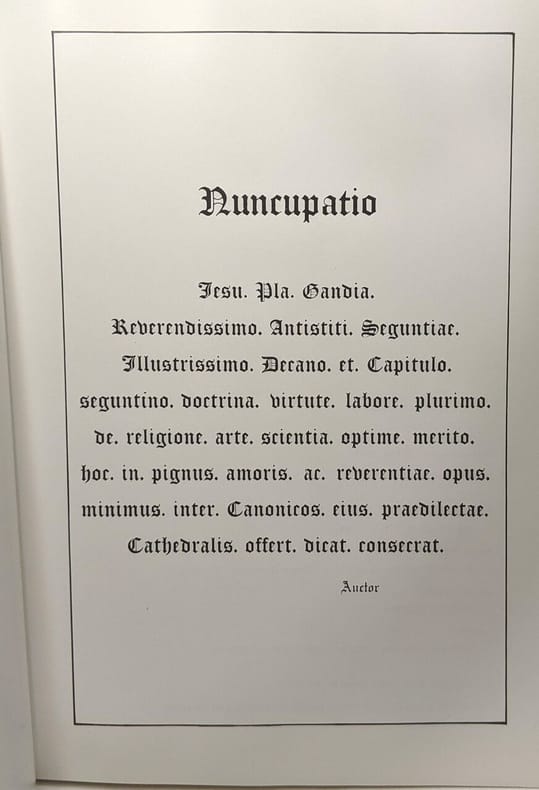 Nuncupatio
Jesu. Pla. Gandia.
Reverendissimo. Antistiti. Seguntiae.
Illustrissimo. Decano. et. Capitulo.
seguntino. doctrina. virtute. labore. plurimo.
de. religione. arte. scientia. optime. merito.
hoc. in. pignus. amoris. ac. reverentiae. opus.
minimus. inter. Canonicos. eius. praedilectae.
Cathedralis. offert. dicat. consecrat.
Auctor